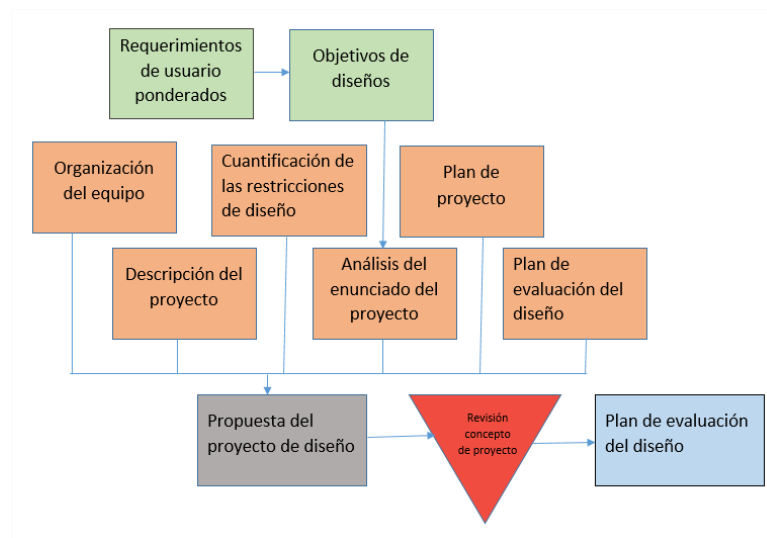 Requerimientos
de usuario
ponderados
Objetivos de
diseños
Organización
del equipo
Cuantificación de
las restricciones
de diseño
Plan de
proyecto
Descripción del
proyecto
Análisis del
enunciado del
proyecto
Plan de
evaluación del
diseño
Propuesta del
proyecto de diseño
Revisión
concepto
de proyecto
Plan de evaluación
del diseño